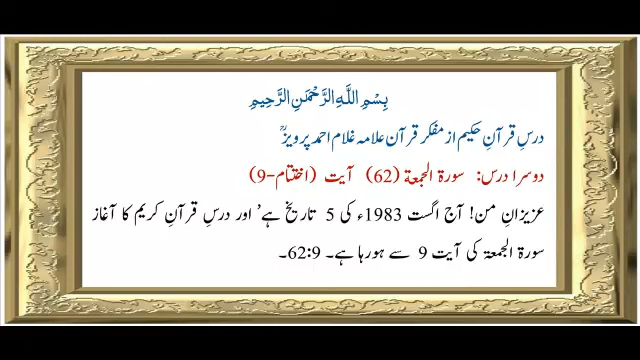 بِسْمِ اللَّهِ الرَّحْمَٰنِ الرَّحِيمِ
درسِ قرآنِ حکیم از مفکر قرآن علامہ غلام احمد پرویزؒ
دوسرا درس: سورۃ الجمعۃ (62) آیت (9-اختتام)
عزیزانِ من! آج اگست 1983ء کی 5 تاریخ ہے' اور درسِ قرآنِ کریم کا آغاز
سورۃ الجمعۃ کی آیت 9 سے ہورہا ہے۔ 62:9۔